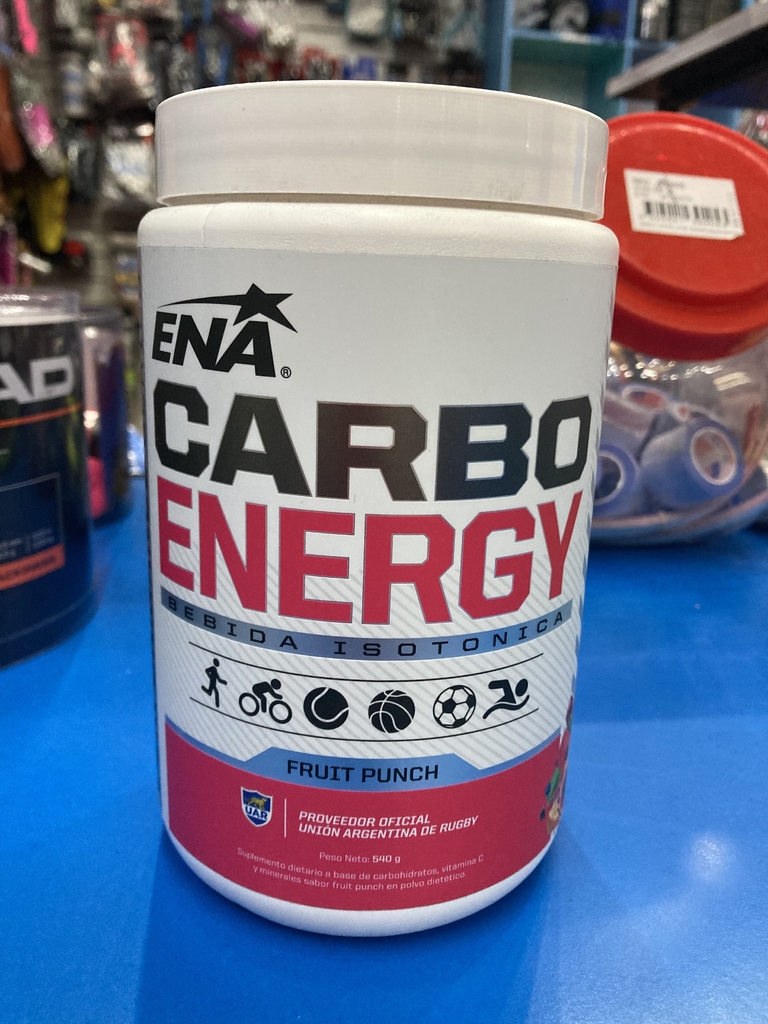 ENA®
CARBO
ENERGY
BEBIDA ISOTONICA
FRUIT PUNCH
UAR
PROVEEDOR OFICIAL
UNIÓN ARGENTINA DE RUGBY
Peso Neto: 540 g
Suplemento dietario a base de carbohidratos, vitamina C
y minerales sabor fruit punch en polvo dietético.
AD